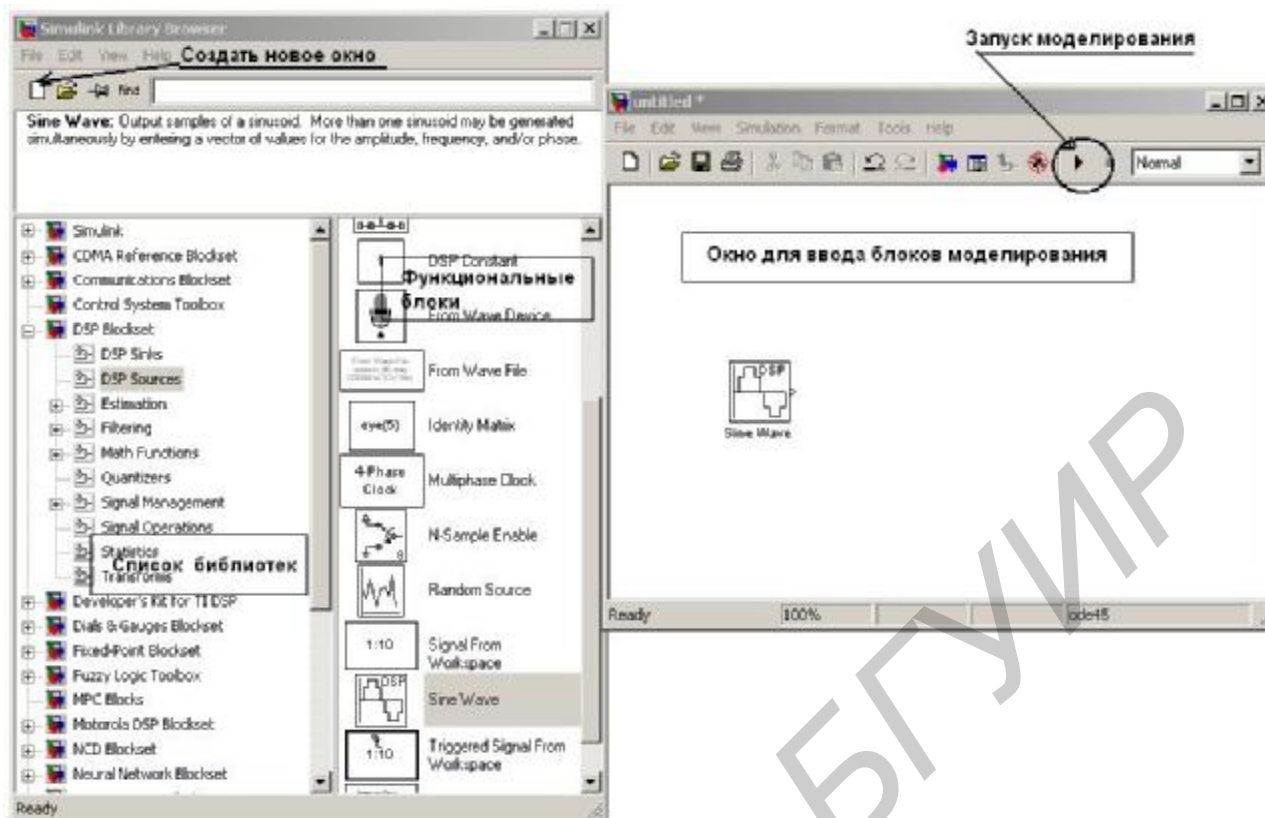 Simulink Library Browser
File Edit View Help
Создать новое окно
Find
Sine Wave: Output samples of a sinusoid. More than one sinusoid may be generated
simultaneously by entering a vector of values for the amplitude, frequency, and/or phase.
Simulink
CDMA Reference Blockset
Communications Blockset
Control System Toolbox
DSP Blockset
DSP Sinks
DSP Sources
Estimation
Filtering
Math Functions
Quantizers
Signal Management
Signal Operations
Statistics
Transforms
Список библиотек
Developer's Kit for TI DSP
Dials & Gauges Blockset
Fixed-Point Blockset
Fuzzy Logic Toolbox
MPC Blocks
Motorola DSP Blockset
NCD Blockset
Neural Network Blockset
DSP Constant
Функциональные
блоки
From Wave Device
From Wave File
eye(5)
Identity Matrix
4-Phase
Clock
Multiphase Clock
N-Sample Enable
Random Source
1:10
Signal From
Workspace
DSP
Sine Wave
1:10
Triggered Signal From
Workspace
Ready
Запуск моделирования
untitled *
File Edit View Simulation Format Tools Help
Normal
Окно для ввода блоков моделирования
DSP
Sine Wave
Ready 100% ode45
БГУИР